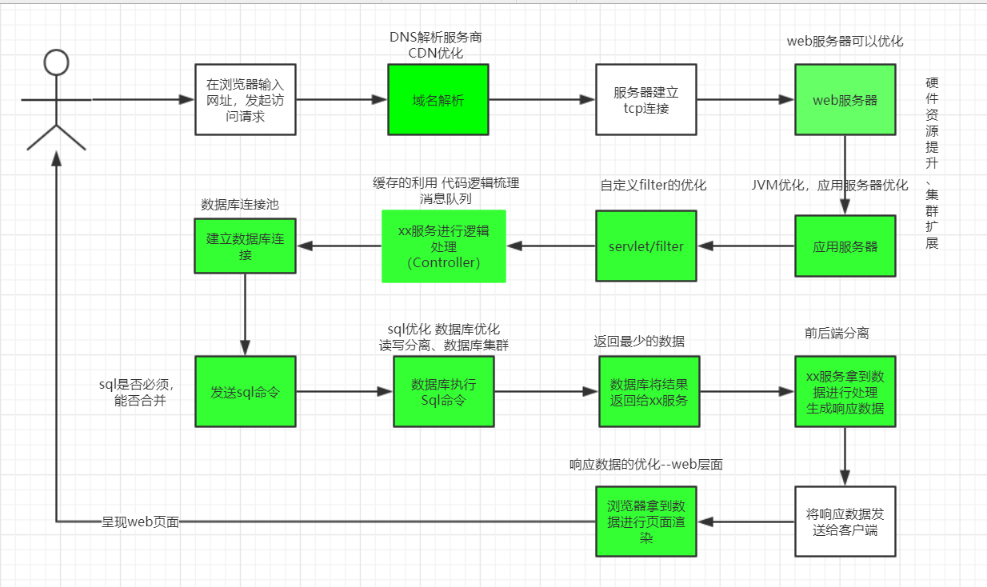 DNS解析服务商
CDN优化
web服务器可以优化
在浏览器输入
网址，发起访
问请求
域名解析
服务器建立
tcp连接
web服务器
硬件资源提升、集群扩展
数据库连接池
缓存的利用 代码逻辑梳理
消息队列
自定义filter的优化
JVM优化，应用服务器优化
建立数据库连
接
xx服务进行逻辑
处理
（Controller）
servlet/filter
应用服务器
sql是否必须，
能否合并
发送sql命令
sql优化 数据库优化
读写分离、数据库集群
数据库执行
Sql命令
返回最少的数据
数据库将结果
返回给xx服务
前后端分离
xx服务拿到数
据进行处理
生成响应数据
响应数据的优化--web层面
呈现web页面
浏览器拿到数
据进行页面渲
染
将响应数据发
送给客户端